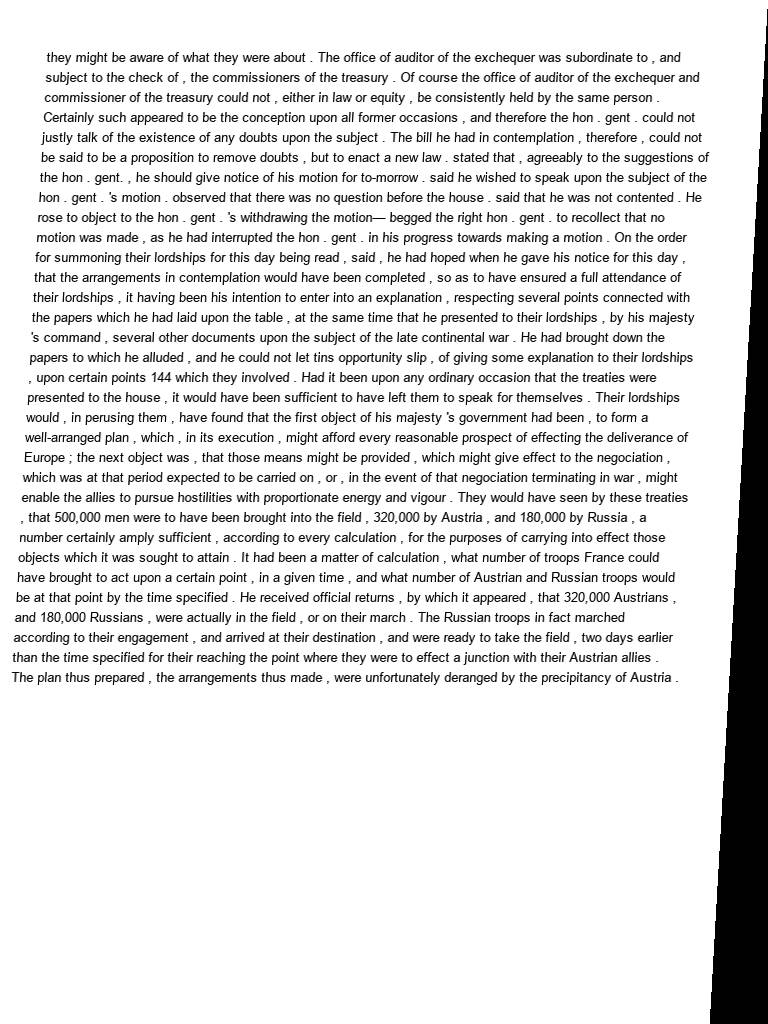 they might be aware of what they were about . The office of auditor of the exchequer was subordinate to , and
subject to the check of , the commissioners of the treasury . Of course the office of auditor of the exchequer and
commissioner of the treasury could not , either in law or equity , be consistently held by the same person .
Certainly such appeared to be the conception upon all former occasions , and therefore the hon . gent . could not
justly talk of the existence of any doubts upon the subject . The bill he had in contemplation , therefore , could not
be said to be a proposition to remove doubts , but to enact a new law . stated that , agreeably to the suggestions of
the hon . gent. , he should give notice of his motion for to-morrow . said he wished to speak upon the subject of the
hon . gent . 's motion . observed that there was no question before the house . said that he was not contented . He
rose to object to the hon . gent . 's withdrawing the motion— begged the right hon . gent . to recollect that no
motion was made , as he had interrupted the hon . gent . in his progress towards making a motion . On the order
for summoning their lordships for this day being read , said , he had hoped when he gave his notice for this day ,
that the arrangements in contemplation would have been completed , so as to have ensured a full attendance of
their lordships , it having been his intention to enter into an explanation , respecting several points connected with
the papers which he had laid upon the table , at the same time that he presented to their lordships , by his majesty
's command , several other documents upon the subject of the late continental war . He had brought down the
papers to which he alluded , and he could not let tins opportunity slip , of giving some explanation to their lordships
, upon certain points 144 which they involved . Had it been upon any ordinary occasion that the treaties were
presented to the house , it would have been sufficient to have left them to speak for themselves . Their lordships
would , in perusing them , have found that the first object of his majesty 's government had been , to form a
well-arranged plan , which , in its execution , might afford every reasonable prospect of effecting the deliverance of
Europe ; the next object was , that those means might be provided , which might give effect to the negociation ,
which was at that period expected to be carried on , or , in the event of that negociation terminating in war , might
enable the allies to pursue hostilities with proportionate energy and vigour . They would have seen by these treaties
, that 500,000 men were to have been brought into the field , 320,000 by Austria , and 180,000 by Russia , a
number certainly amply sufficient , according to every calculation , for the purposes of carrying into effect those
objects which it was sought to attain . It had been a matter of calculation , what number of troops France could
have brought to act upon a certain point , in a given time , and what number of Austrian and Russian troops would
be at that point by the time specified . He received official returns , by which it appeared , that 320,000 Austrians ,
and 180,000 Russians , were actually in the field , or on their march . The Russian troops in fact marched
according to their engagement , and arrived at their destination , and were ready to take the field , two days earlier
than the time specified for their reaching the point where they were to effect a junction with their Austrian allies .
The plan thus prepared , the arrangements thus made , were unfortunately deranged by the precipitancy of Austria .